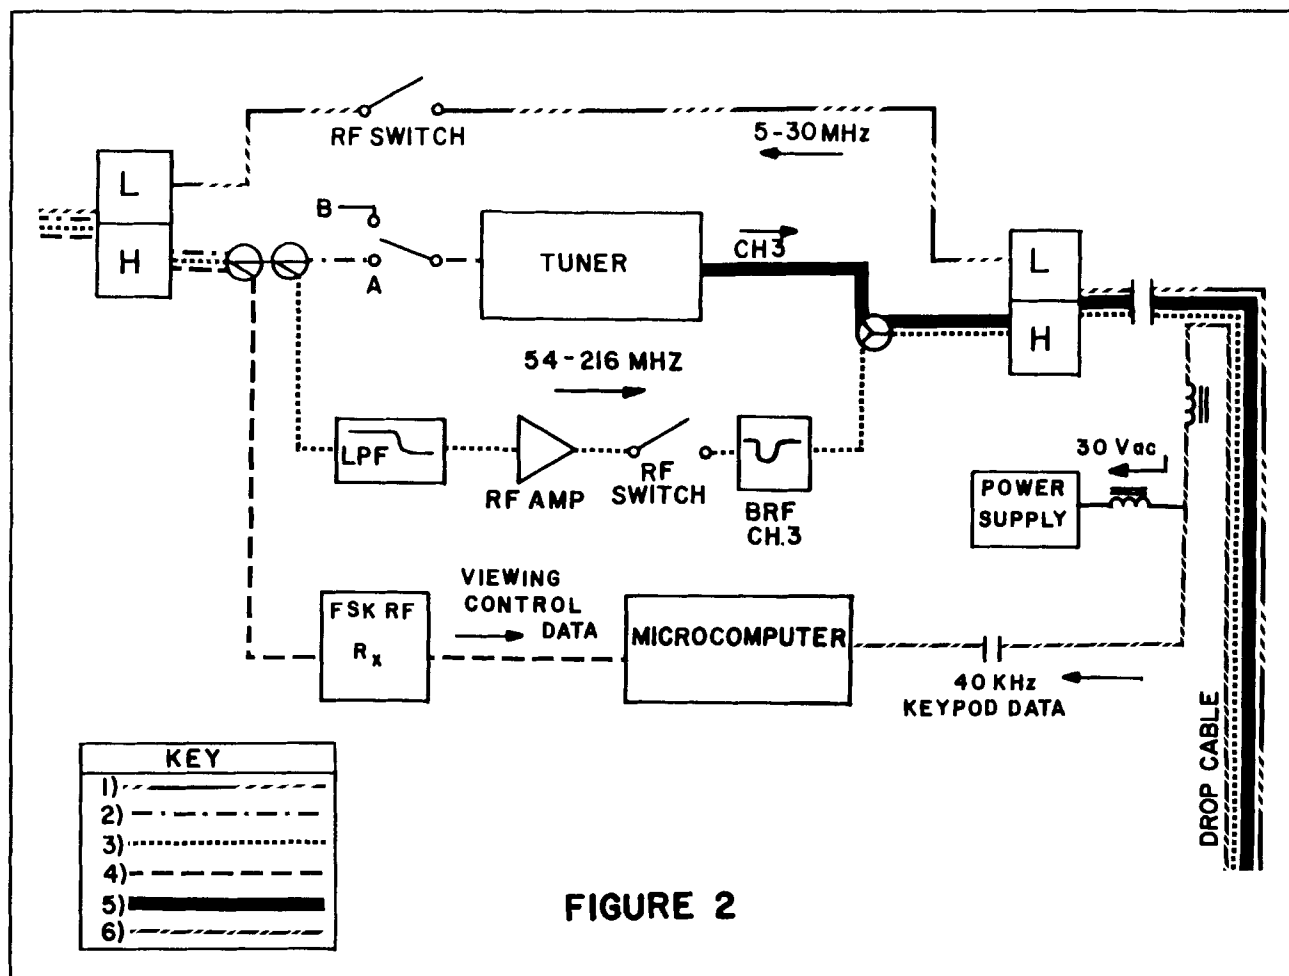 RF SWITCH
5-30MHz
L
H
B
A
TUNER
CH3
L
H
54-216 MHZ
LPF
RF AMP
RF
SWITCH
BRF
CH.3
30 Vac
POWER
SUPPLY
FSK RF
Rx
VIEWING
CONTROL
DATA
MICROCOMPUTER
40 KHz
KEYPOD DATA
DROP CABLE
KEY
1)
2)
3)
4)
5)
6)
FIGURE 2